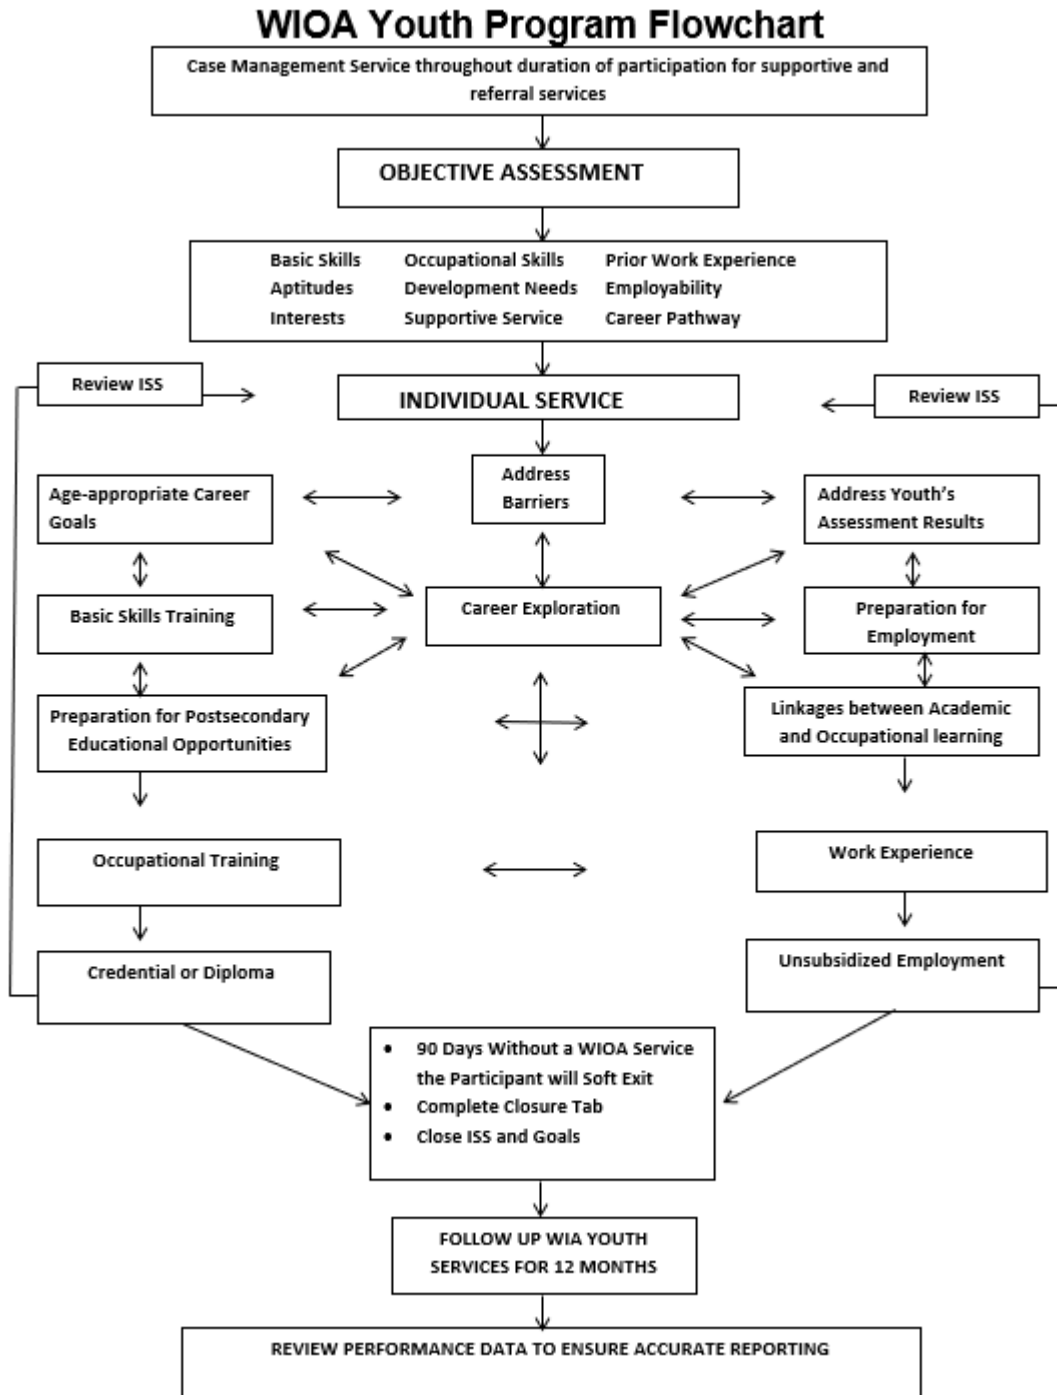 WIOA Youth Program Flowchart
Case Management Service throughout duration of participation for supportive and
referral services
OBJECTIVE ASSESSMENT
Basic Skills Occupational Skills Prior Work Experience
Aptitudes Development Needs Employability
Interests Supportive Service Career Pathway
Review ISS
INDIVIDUAL SERVICE
Review ISS
Age-appropriate Career
Goals
Address
Barriers
Address Youth's
Assessment Results
Basic Skills Training
Career Exploration
Preparation for
Employment
Preparation for Postsecondary
Educational Opportunities
Linkages between Academic
and Occupational learning
Occupational Training
Work Experience
Credential or Diploma
Unsubsidized Employment
• 90 Days Without a WIOA Service
the Participant will Soft Exit
• Complete Closure Tab
• Close ISS and Goals
FOLLOW UP WIA YOUTH
SERVICES FOR 12 MONTHS
REVIEW PERFORMANCE DATA TO ENSURE ACCURATE REPORTING